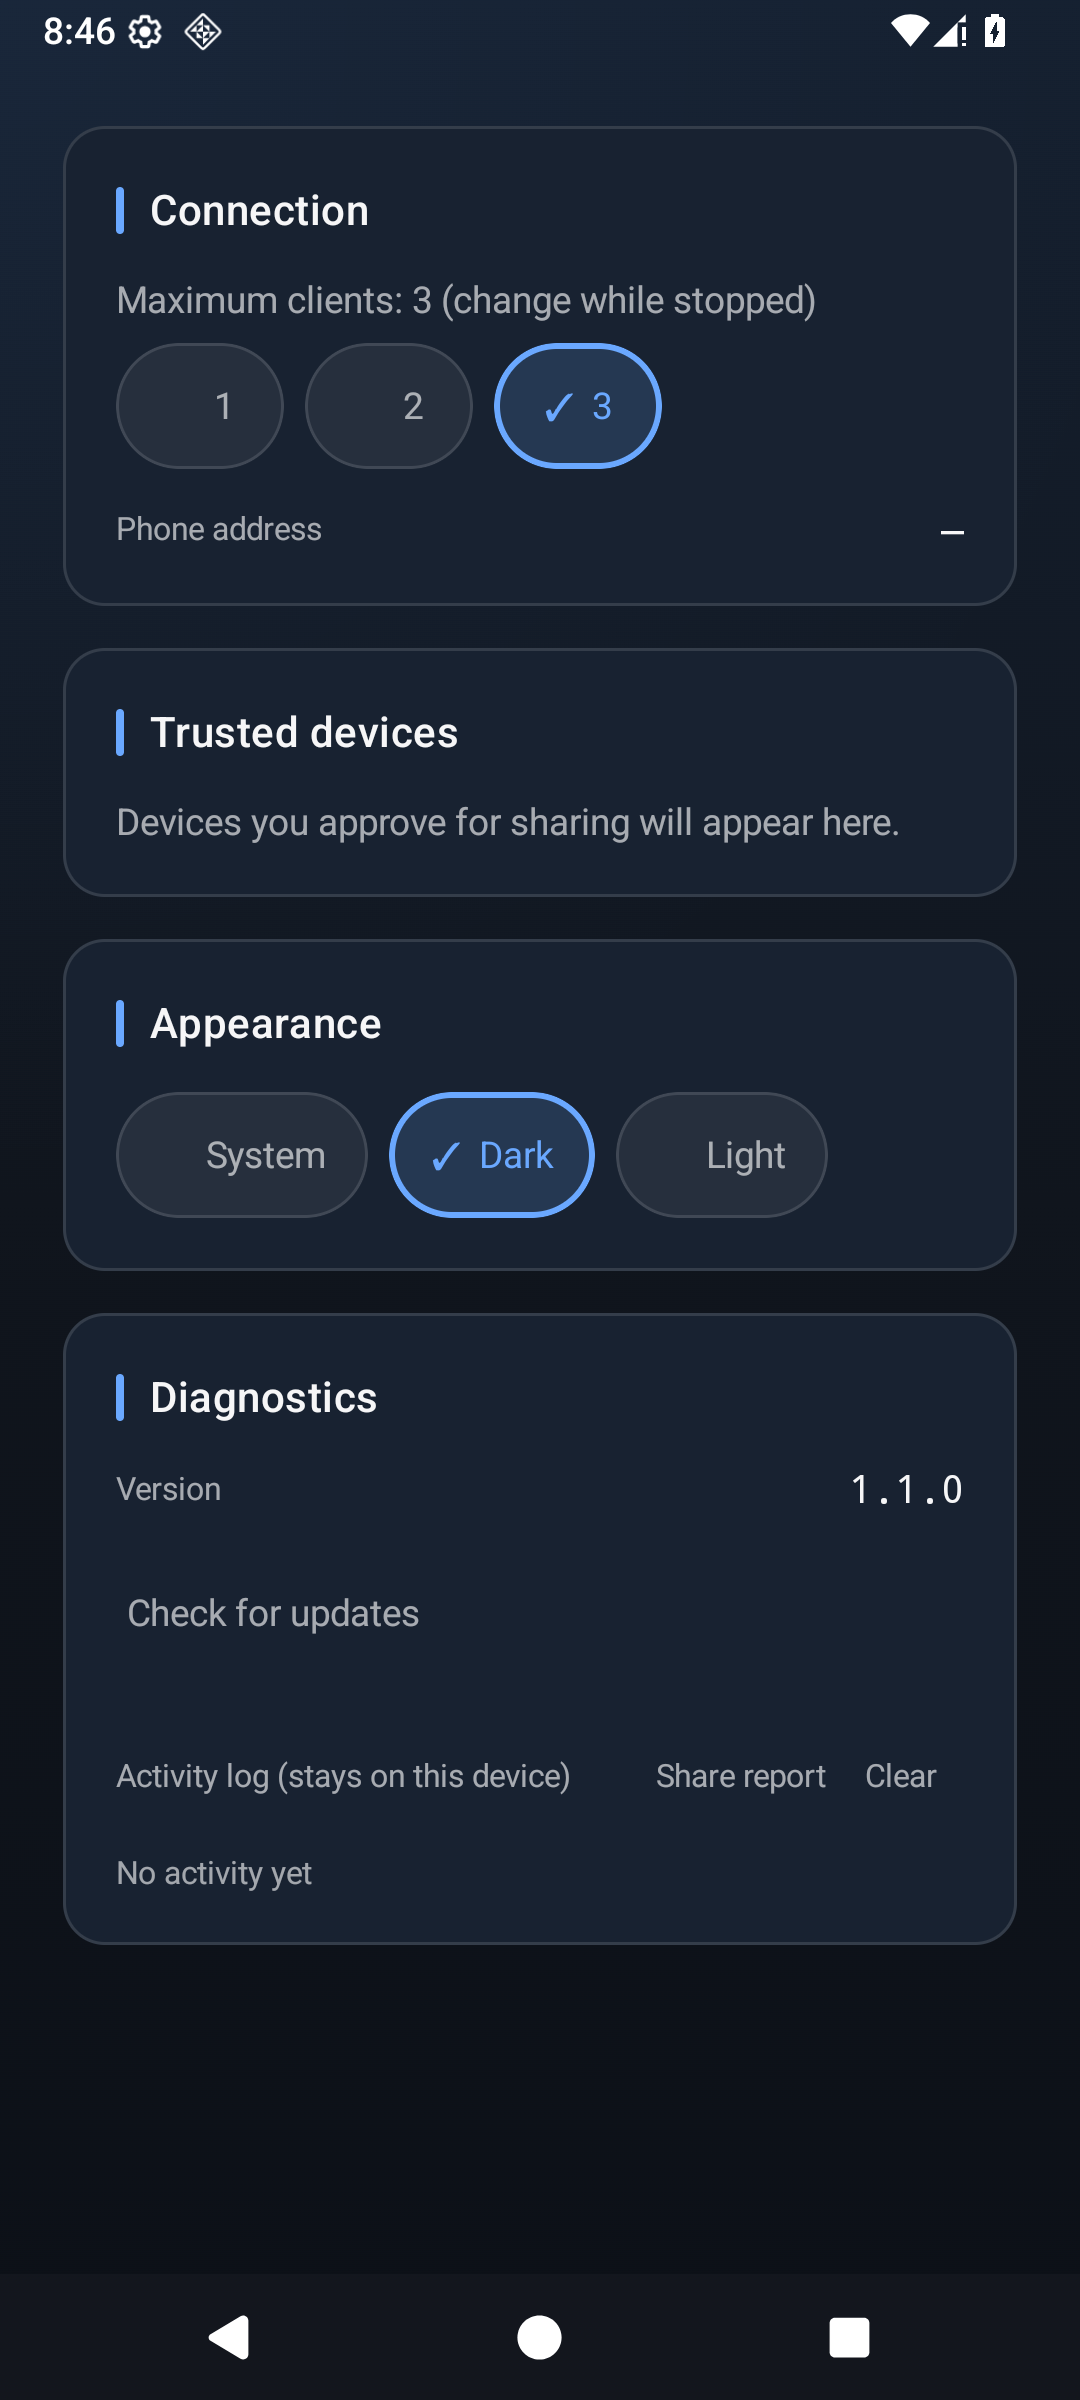 8:46
Connection
Maximum clients: 3 (change while stopped)
1 2 ✓ 3
Phone address –
Trusted devices
Devices you approve for sharing will appear here.
Appearance
System ✓ Dark Light
Diagnostics
Version 1.1.0
Check for updates
Activity log (stays on this device) Share report Clear
No activity yet